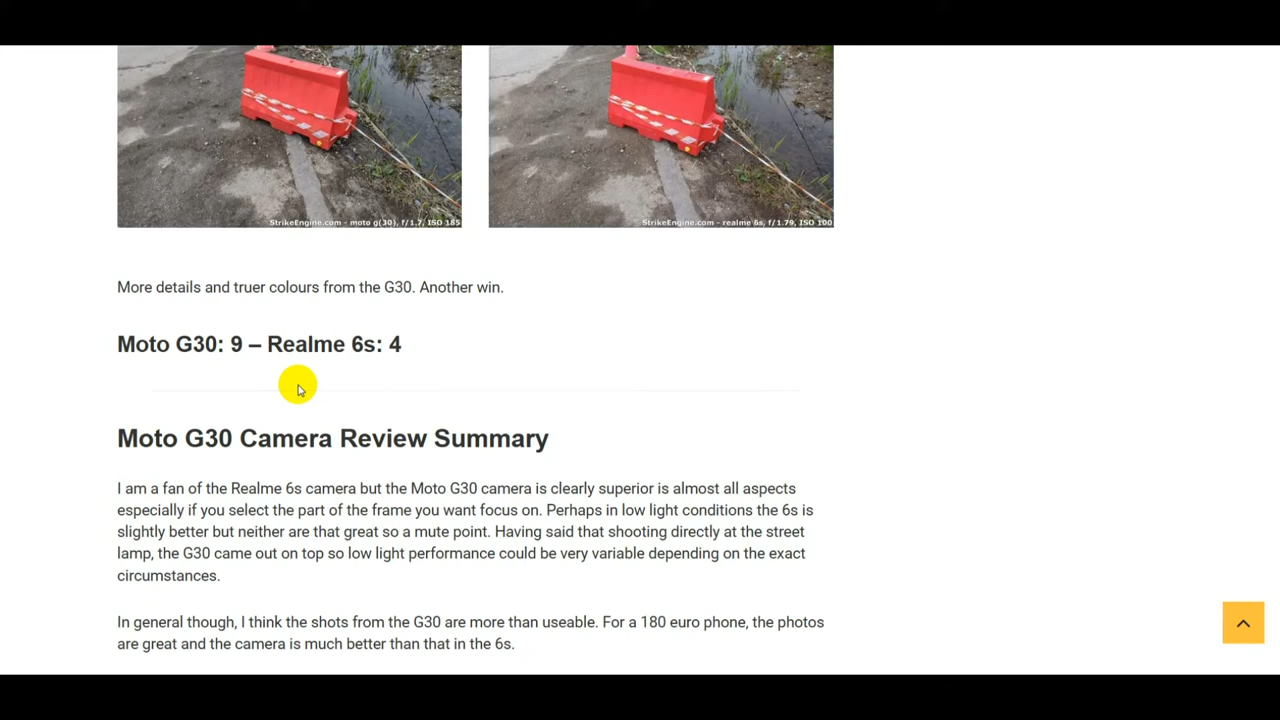 StrikeEngine.com - moto g(30), f/1.7, ISO 185
StrikeEngine.com - realme 6s, f/1.79, ISO 100
More details and truer colours from the G30. Another win.
Moto G30: 9 – Realme 6s: 4
Moto G30 Camera Review Summary
I am a fan of the Realme 6s camera but the Moto G30 camera is clearly superior is almost all aspects
especially if you select the part of the frame you want focus on. Perhaps in low light conditions the 6s is
slightly better but neither are that great so a mute point. Having said that shooting directly at the street
lamp, the G30 came out on top so low light performance could be very variable depending on the exact
circumstances.
In general though, I think the shots from the G30 are more than useable. For a 180 euro phone, the photos
are great and the camera is much better than that in the 6s.